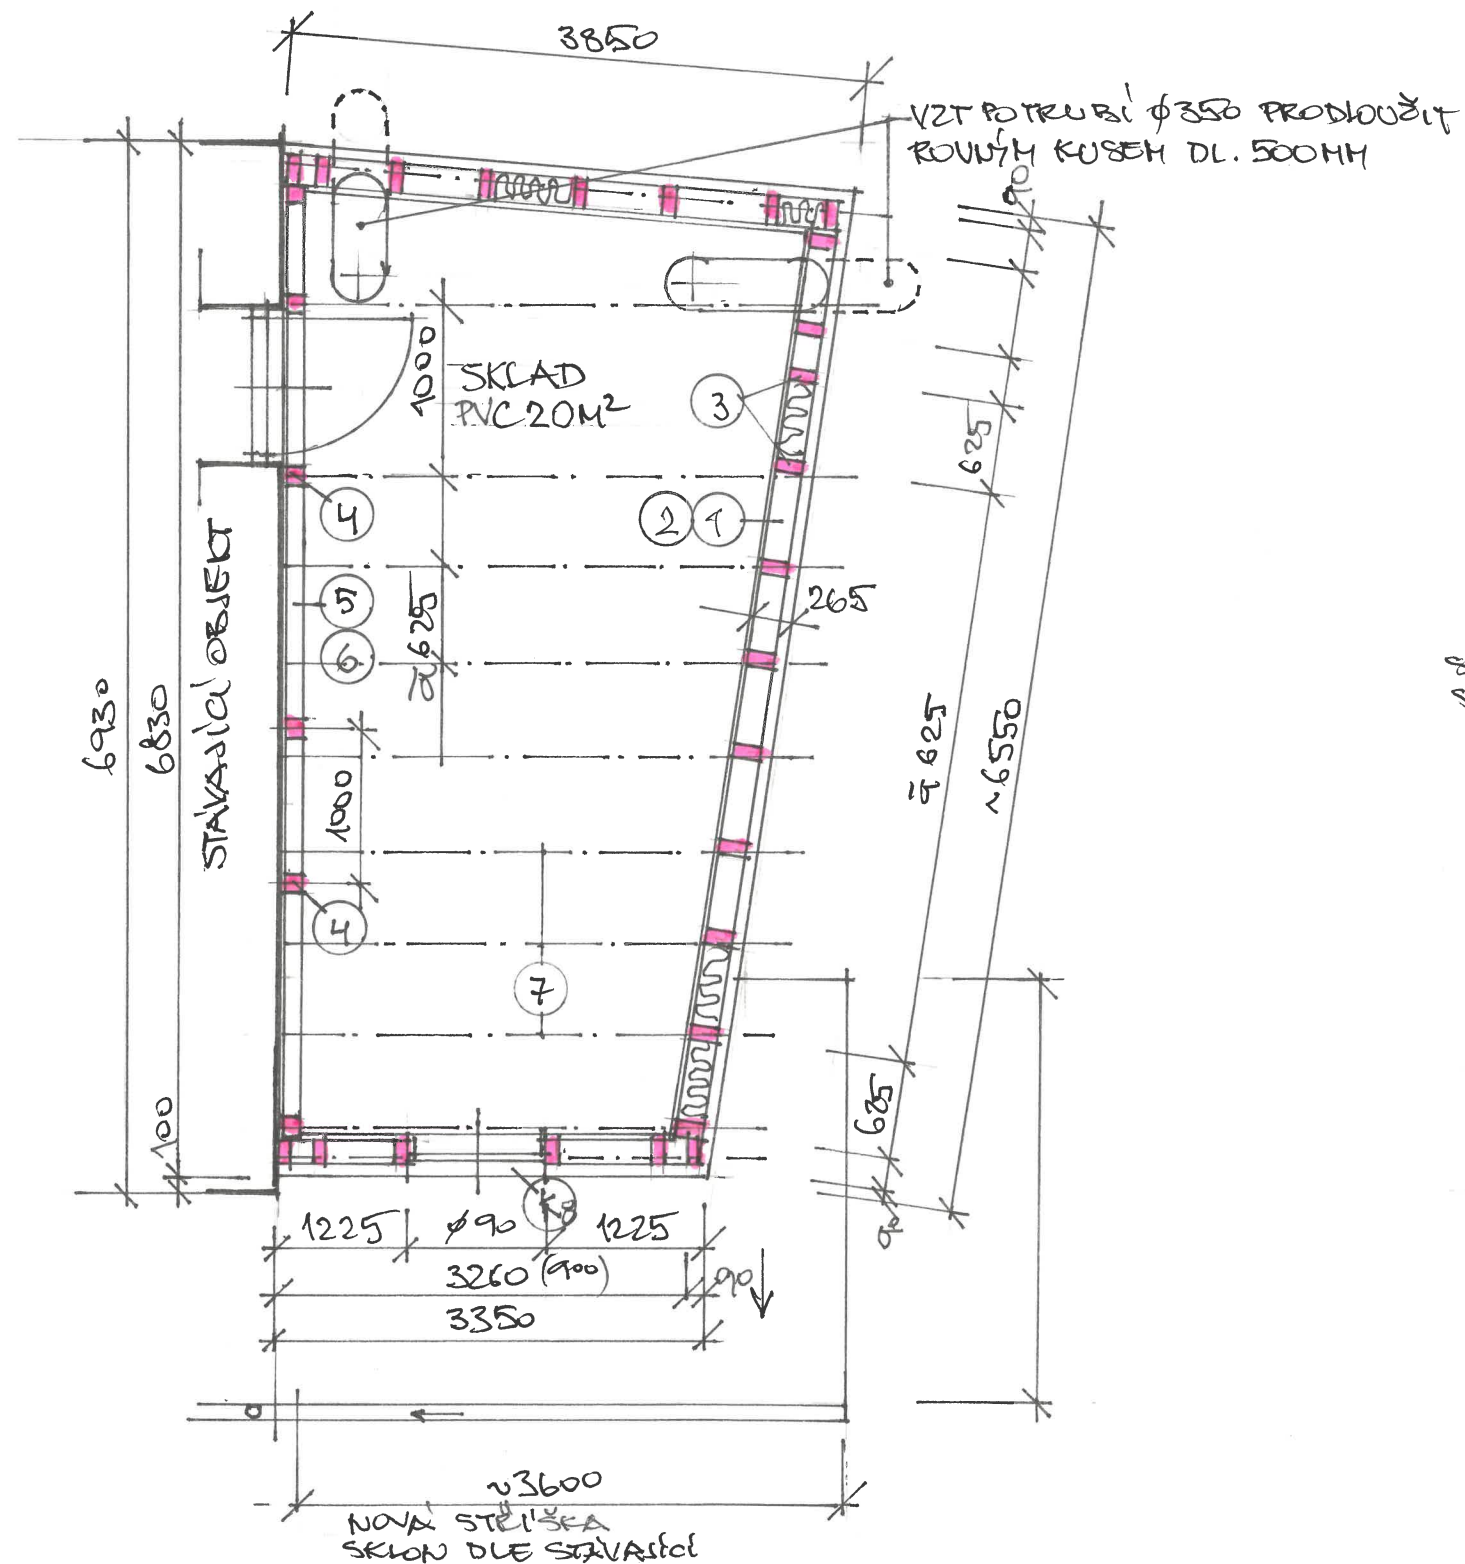 3850
VZT POTRUBÍ ϕ350 PRODLOUŽIT
ROVNÝM KUSEM DL. 500MM
90
1000
SKLAD
PVC 20M²
3
625
4
2 1
STÁVAJÍCÍ OBJEKT
5
6
á 625
265
6930
6830
á 625
~6550
1000
4
7
100
625
90
1225
ϕ90
1225
3260 (900)
90
3350
~3600
NOVÁ STŘÍŠKA
SKLON DLE STÁVAJÍCÍ